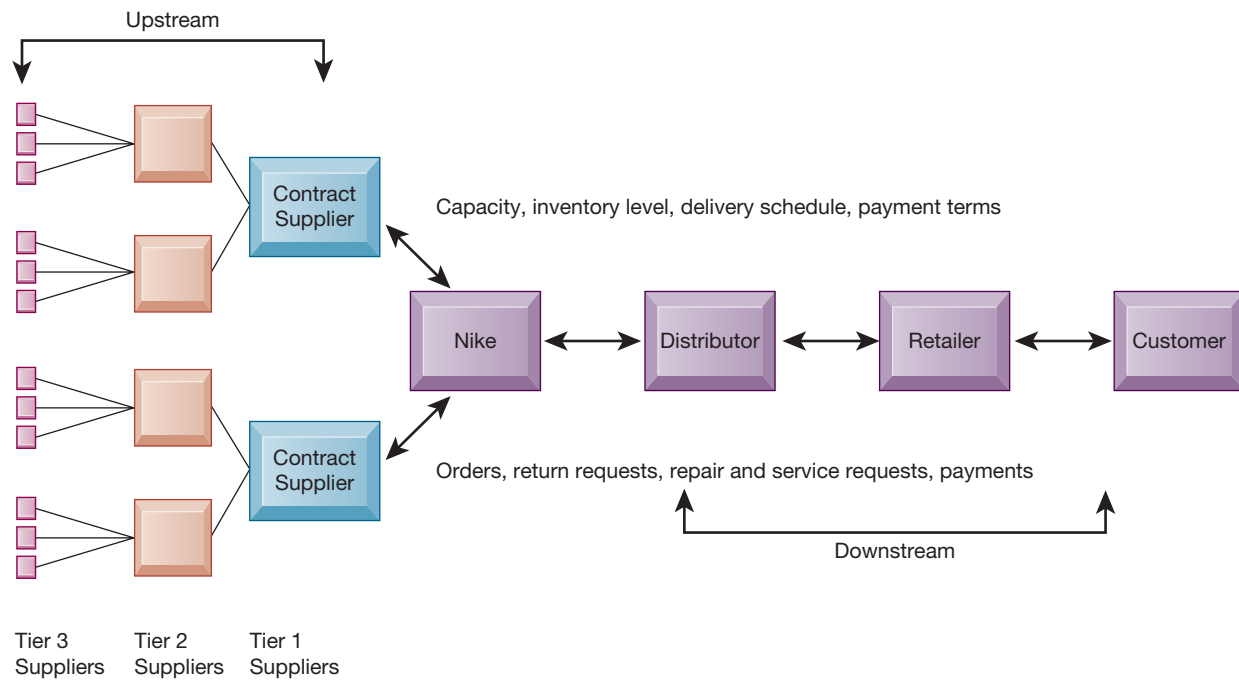 Upstream
Contract
Supplier
Capacity, inventory level, delivery schedule, payment terms
Nike
Distributor
Retailer
Customer
Contract
Supplier
Orders, return requests, repair and service requests, payments
Downstream
Tier 3
Suppliers
Tier 2
Suppliers
Tier 1
Suppliers